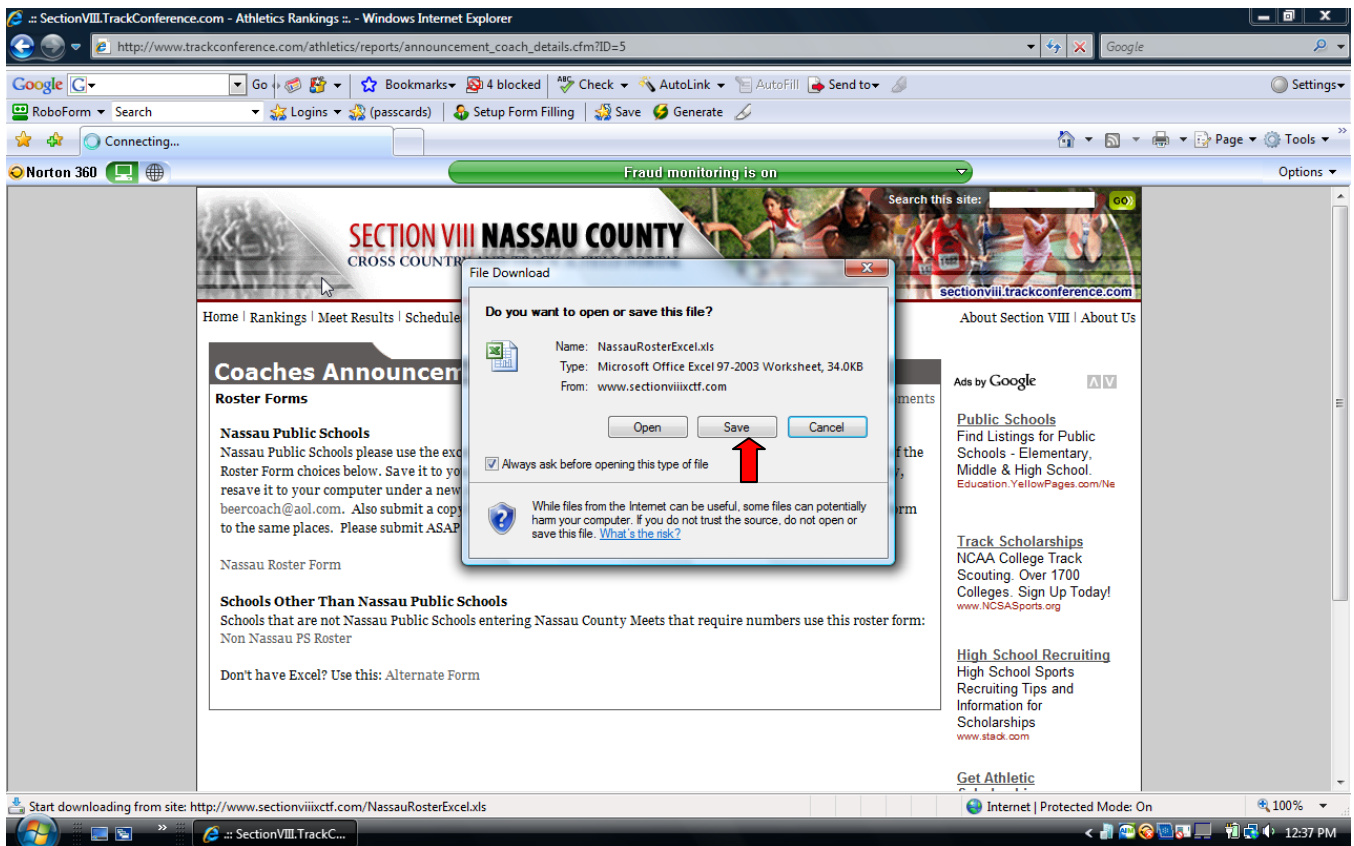 .:: SectionVIII.TrackConference.com - Athletics Rankings ::. - Windows Internet Explorer
http://www.trackconference.com/athletics/reports/announcement_coach_details.cfm?ID=5
Google
Google G Go Bookmarks 4 blocked Check AutoLink AutoFill Send to Settings
RoboForm Search Logins (passcards) Setup Form Filling Save Generate
Connecting... Page Tools
Norton 360 Fraud monitoring is on Options
Search this site: GO
SECTION VIII NASSAU COUNTY
CROSS COUNTRY
sectionviii.trackconference.com
Home | Rankings | Meet Results | Schedule About Section VIII | About Us
File Download
Do you want to open or save this file?
Name: NassauRosterExcel.xls
Type: Microsoft Office Excel 97-2003 Worksheet, 34.0KB
From: www.sectionviiixctf.com
Open Save Cancel
Always ask before opening this type of file
While files from the Internet can be useful, some files can potentially
harm your computer. If you do not trust the source, do not open or
save this file. What's the risk?
Coaches Announcem
Roster Forms ments
Nassau Public Schools
Nassau Public Schools please use the exc f the
Roster Form choices below. Save it to yo
resave it to your computer under a new
beercoach@aol.com. Also submit a copy orm
to the same places. Please submit ASAP
Nassau Roster Form
Schools Other Than Nassau Public Schools
Schools that are not Nassau Public Schools entering Nassau County Meets that require numbers use this roster form:
Non Nassau PS Roster
Don't have Excel? Use this: Alternate Form
Ads by Google
Public Schools
Find Listings for Public
Schools - Elementary,
Middle & High School.
Education.YellowPages.com/Ne
Track Scholarships
NCAA College Track
Scouting. Over 1700
Colleges. Sign Up Today!
www.NCSASports.org
High School Recruiting
High School Sports
Recruiting Tips and
Information for
Scholarships
www.stack.com
Get Athletic
Start downloading from site: http://www.sectionviiixctf.com/NassauRosterExcel.xls Internet | Protected Mode: On 100%
.:: SectionVIII.TrackC... 12:37 PM